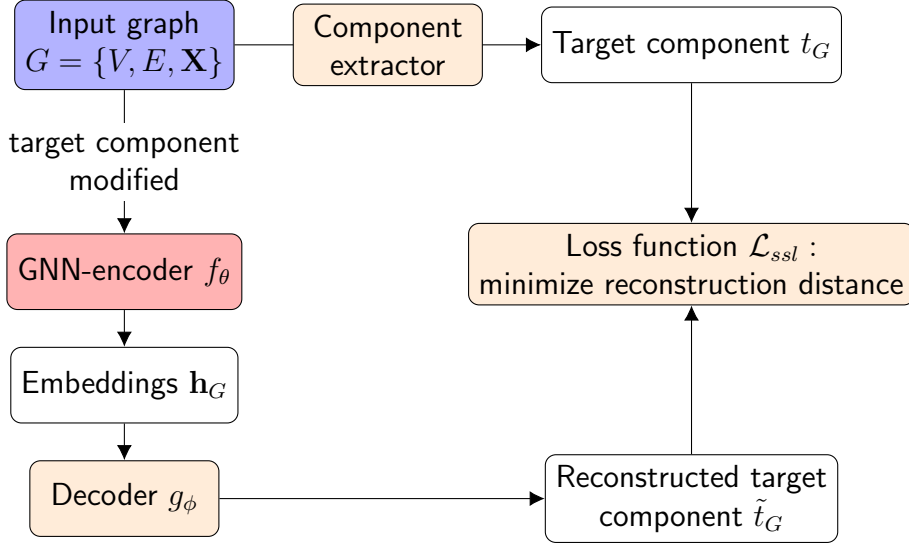 Input graph
G = {V, E, X}
Component
extractor
Target component t_G
target component
modified
GNN-encoder f_θ
Loss function ℒ_ssl :
minimize reconstruction distance
Embeddings h_G
Decoder g_ϕ
Reconstructed target
component t̃_G